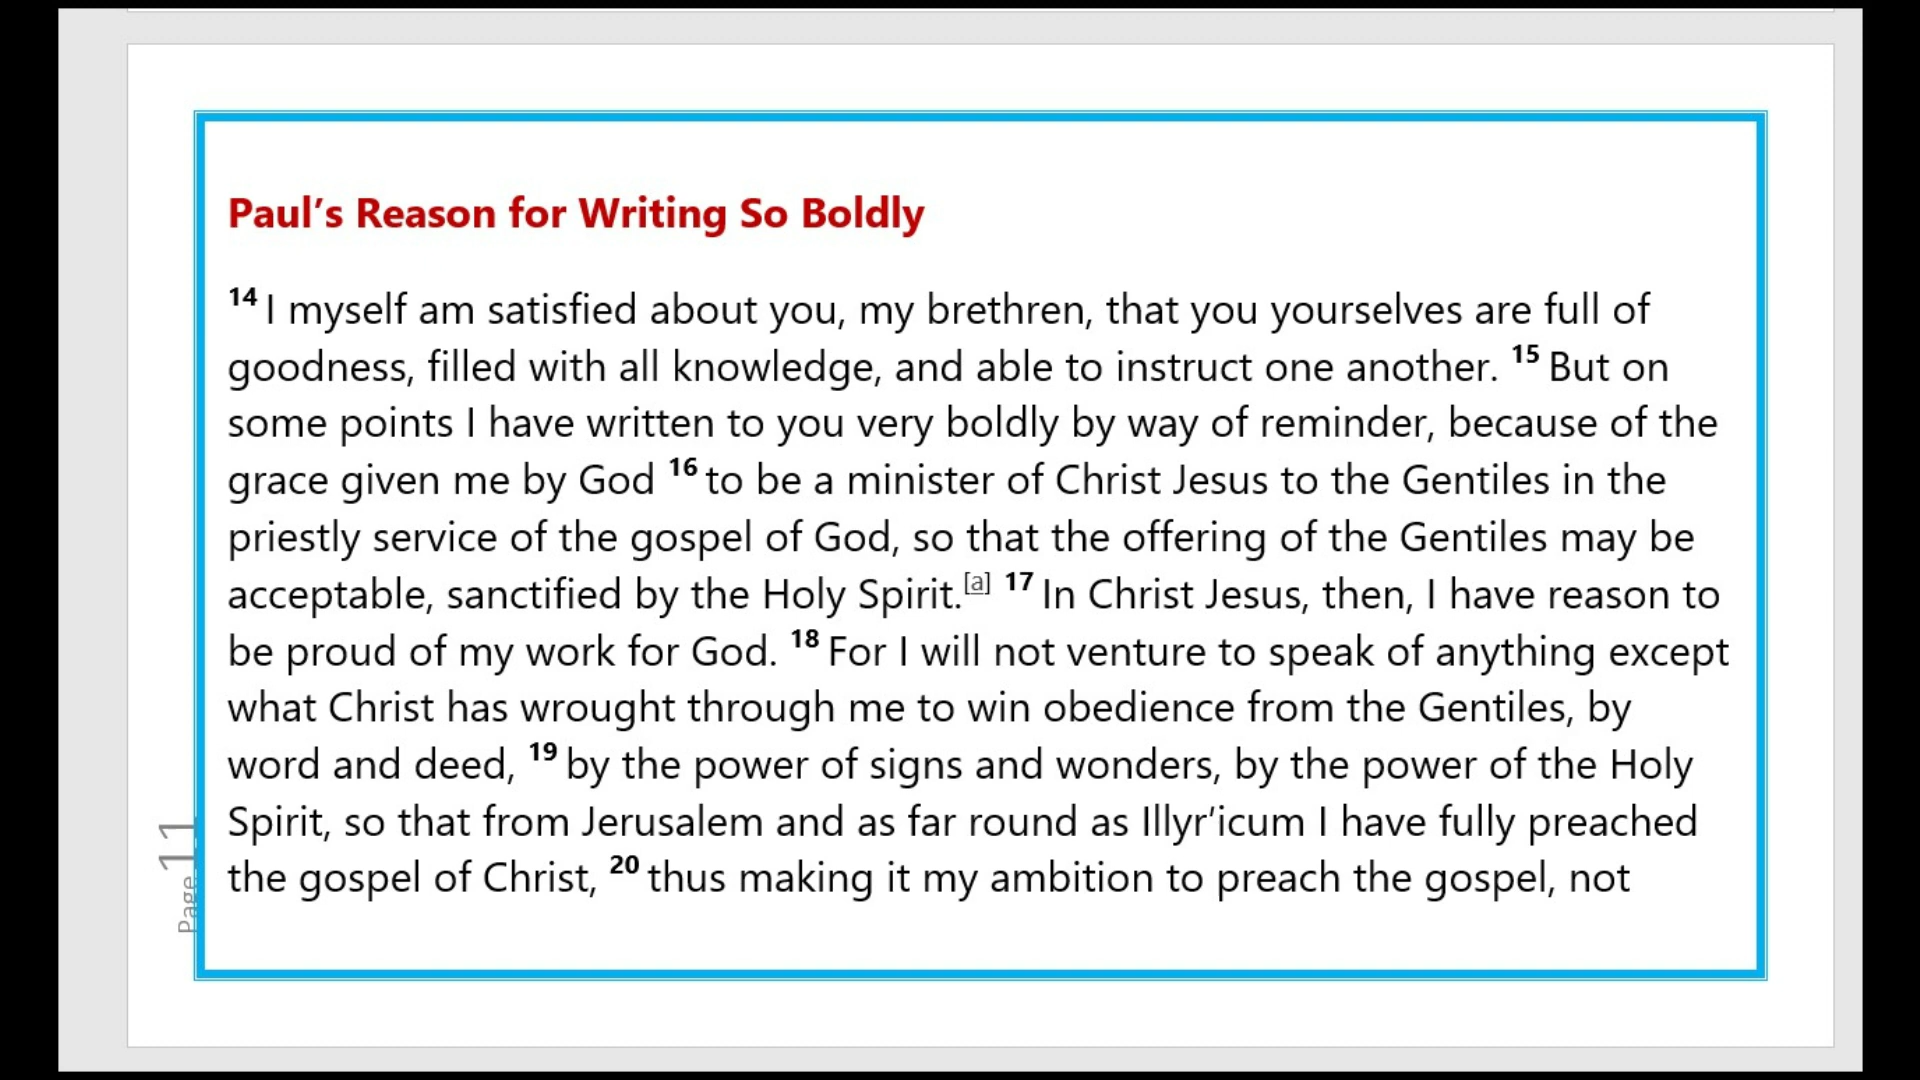 Paul’s Reason for Writing So Boldly
14 I myself am satisfied about you, my brethren, that you yourselves are full of
goodness, filled with all knowledge, and able to instruct one another. 15 But on
some points I have written to you very boldly by way of reminder, because of the
grace given me by God 16 to be a minister of Christ Jesus to the Gentiles in the
priestly service of the gospel of God, so that the offering of the Gentiles may be
acceptable, sanctified by the Holy Spirit.[a] 17 In Christ Jesus, then, I have reason to
be proud of my work for God. 18 For I will not venture to speak of anything except
what Christ has wrought through me to win obedience from the Gentiles, by
word and deed, 19 by the power of signs and wonders, by the power of the Holy
Spirit, so that from Jerusalem and as far round as Illyr′icum I have fully preached
the gospel of Christ, 20 thus making it my ambition to preach the gospel, not
Page 11